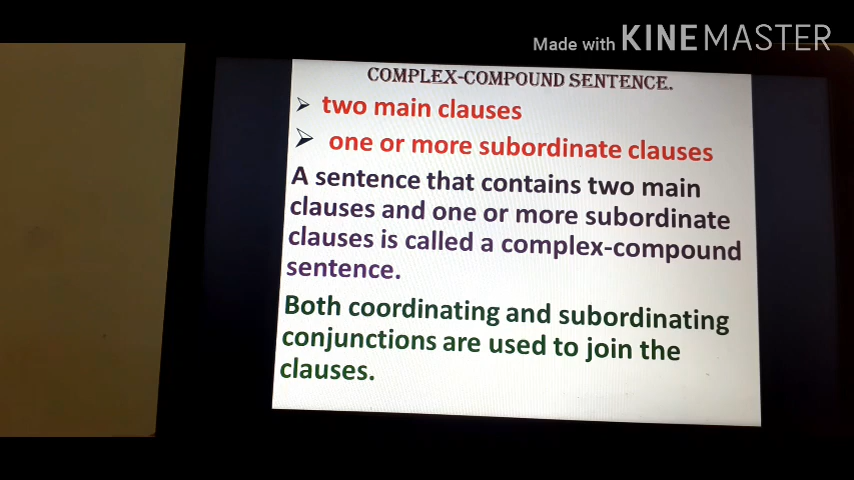 Made with KINEMASTER
COMPLEX-COMPOUND SENTENCE.
➢ two main clauses
➢ one or more subordinate clauses
A sentence that contains two main
clauses and one or more subordinate
clauses is called a complex-compound
sentence.
Both coordinating and subordinating
conjunctions are used to join the
clauses.